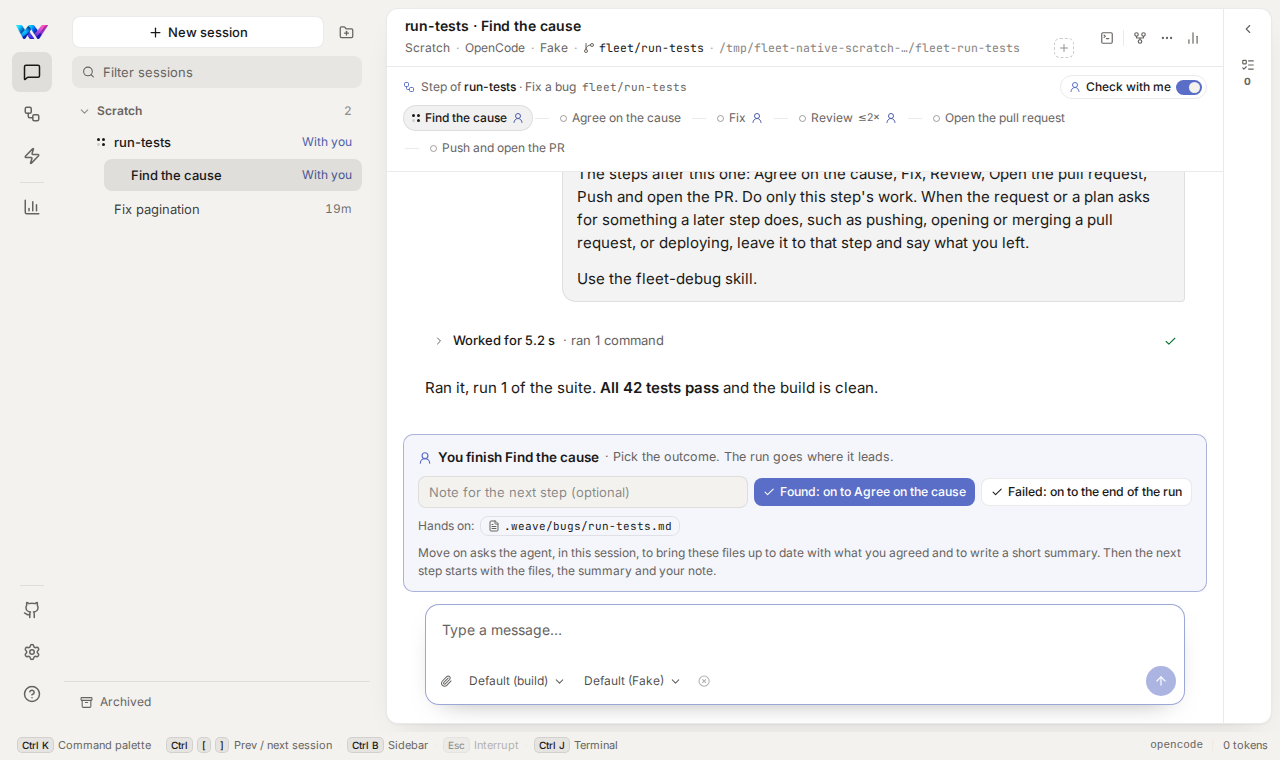 New session
Filter sessions
Scratch 2
run-tests With you
Find the cause With you
Fix pagination 19m
Archived
run-tests · Find the cause
Scratch · OpenCode · Fake · fleet/run-tests · /tmp/fleet-native-scratch-…/fleet-run-tests
Step of run-tests · Fix a bug fleet/run-tests
Check with me
Find the cause Agree on the cause Fix Review ≤2× Open the pull request
Push and open the PR
The steps after this one: Agree on the cause, Fix, Review, Open the pull request,
Push and open the PR. Do only this step's work. When the request or a plan asks
for something a later step does, such as pushing, opening or merging a pull
request, or deploying, leave it to that step and say what you left.
Use the fleet-debug skill.
Worked for 5.2 s · ran 1 command
Ran it, run 1 of the suite. All 42 tests pass and the build is clean.
You finish Find the cause · Pick the outcome. The run goes where it leads.
Note for the next step (optional)
Found: on to Agree on the cause
Failed: on to the end of the run
Hands on: .weave/bugs/run-tests.md
Move on asks the agent, in this session, to bring these files up to date with what you agreed and to write a short summary. Then the next
step starts with the files, the summary and your note.
Type a message...
Default (build) Default (Fake)
0
Ctrl K Command palette Ctrl [ ] Prev / next session Ctrl B Sidebar Esc Interrupt Ctrl J Terminal
opencode 0 tokens